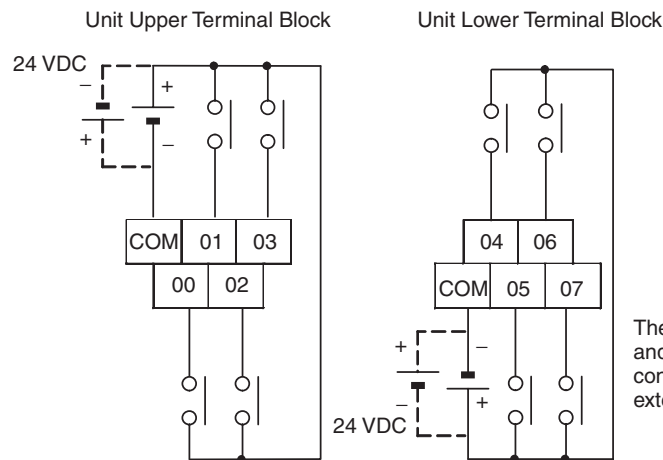 Unit Upper Terminal Block
Unit Lower Terminal Block
24 VDC
−
+
+
−
COM 01 03
00 02
04 06
COM 05 07
+
−
−
+
24 VDC
The
and
con
exte